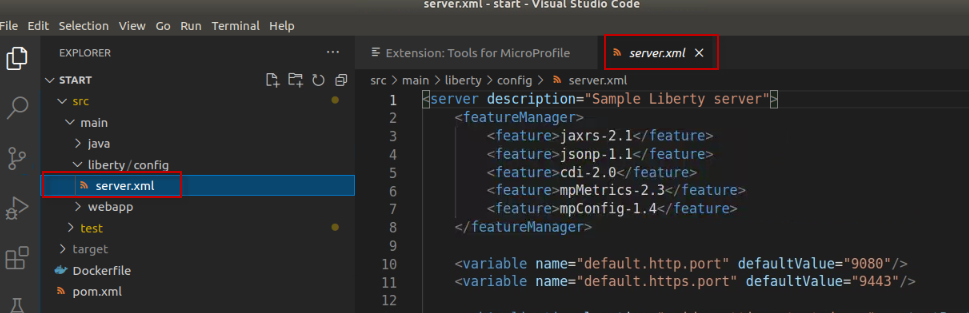 server.xml - start - Visual Studio Code
File Edit Selection View Go Run Terminal Help
EXPLORER ···
START
src
main
java
liberty/config
server.xml
webapp
test
target
Dockerfile
pom.xml
Extension: Tools for MicroProfile
server.xml ×
src > main > liberty > config > server.xml
1 <server description="Sample Liberty server">
2 <featureManager>
3 <feature>jaxrs-2.1</feature>
4 <feature>jsonp-1.1</feature>
5 <feature>cdi-2.0</feature>
6 <feature>mpMetrics-2.3</feature>
7 <feature>mpConfig-1.4</feature>
8 </featureManager>
9
10 <variable name="default.http.port" defaultValue="9080"/>
11 <variable name="default.https.port" defaultValue="9443"/>
12